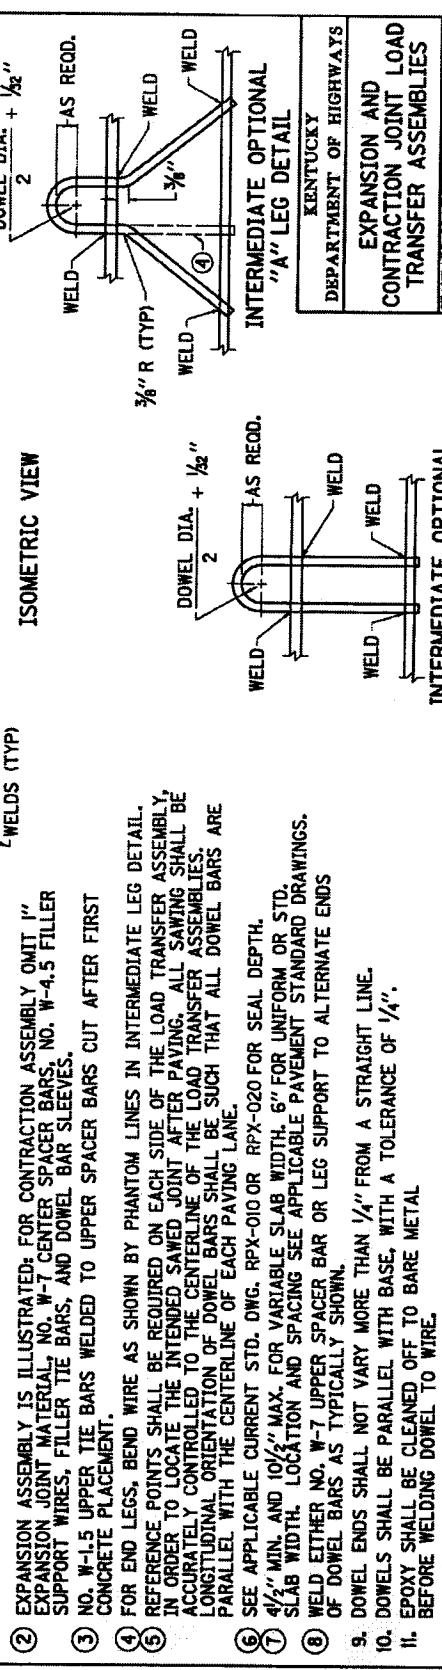 WELDS (TYP)
ISOMETRIC VIEW
② EXPANSION ASSEMBLY IS ILLUSTRATED: FOR CONTRACTION ASSEMBLY OMIT 1"
EXPANSION JOINT MATERIAL, NO. W-7 CENTER SPACER BARS, NO. W-4.5 FILLER
SUPPORT WIRES, FILLER TIE BARS, AND DOWEL BAR SLEEVES.
③ NO. W-1.5 UPPER TIE BARS WELDED TO UPPER SPACER BARS CUT AFTER FIRST
CONCRETE PLACEMENT.
④ FOR END LEGS, BEND WIRE AS SHOWN BY PHANTOM LINES IN INTERMEDIATE LEG DETAIL.
⑤ REFERENCE POINTS SHALL BE REQUIRED ON EACH SIDE OF THE LOAD TRANSFER ASSEMBLY,
IN ORDER TO LOCATE THE INTENDED SAWED JOINT AFTER PAVING. ALL SAWING SHALL BE
ACCURATELY CONTROLLED TO THE CENTERLINE OF THE LOAD TRANSFER ASSEMBLIES.
LONGITUDINAL ORIENTATION OF DOWEL BARS SHALL BE SUCH THAT ALL DOWEL BARS ARE
PARALLEL WITH THE CENTERLINE OF EACH PAVING LANE.
⑥ SEE APPLICABLE CURRENT STD. DWG. RPX-010 OR RPX-020 FOR SEAL DEPTH.
⑦ 4½" MIN. AND 10½" MAX. FOR VARIABLE SLAB WIDTH. 6" FOR UNIFORM OR STD.
SLAB WIDTH. LOCATION AND SPACING SEE APPLICABLE PAVEMENT STANDARD DRAWINGS.
⑧ WELD EITHER NO. W-7 UPPER SPACER BAR OR LEG SUPPORT TO ALTERNATE ENDS
OF DOWEL BARS AS TYPICALLY SHOWN.
9. DOWEL ENDS SHALL NOT VARY MORE THAN ¼" FROM A STRAIGHT LINE.
10. DOWELS SHALL BE PARALLEL WITH BASE, WITH A TOLERANCE OF ¼".
11. EPOXY SHALL BE CLEANED OFF TO BARE METAL
BEFORE WELDING DOWEL TO WIRE.
DOWEL DIA. + 1/32"
2
AS REQD.
WELD
WELD
WELD
WELD
INTERMEDIATE OPTIONAL
DOWEL DIA. + 1/32"
2
AS REQD.
WELD
WELD
⅜" R (TYP)
⅜"
④
WELD
WELD
INTERMEDIATE OPTIONAL
"A" LEG DETAIL
KENTUCKY
DEPARTMENT OF HIGHWAYS
EXPANSION AND
CONTRACTION JOINT LOAD
TRANSFER ASSEMBLIES